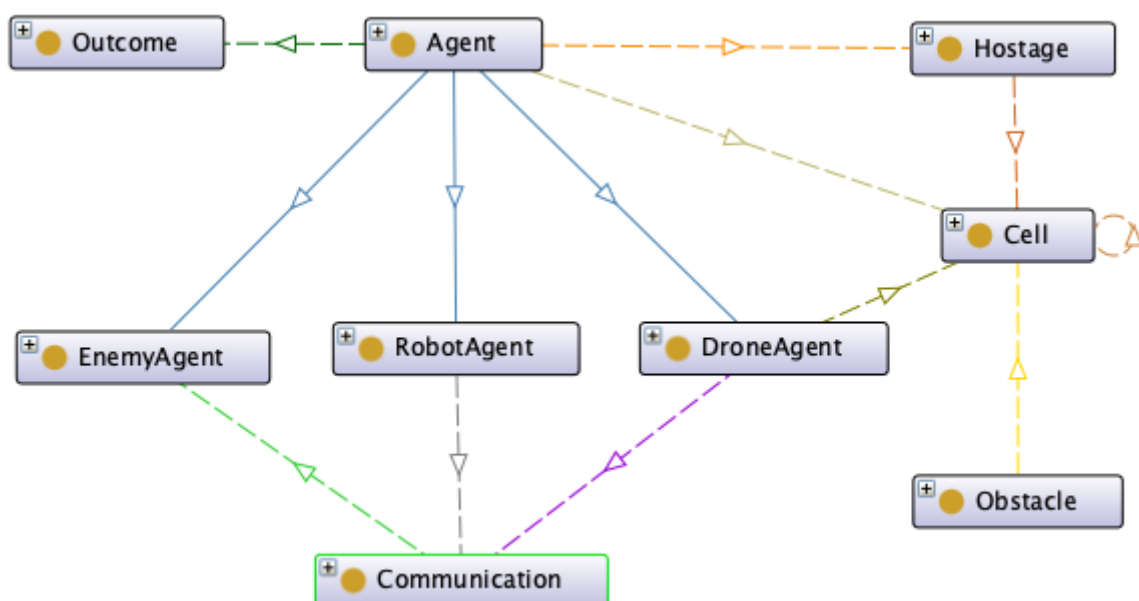 Outcome
Agent
Hostage
Cell
EnemyAgent
RobotAgent
DroneAgent
Obstacle
Communication